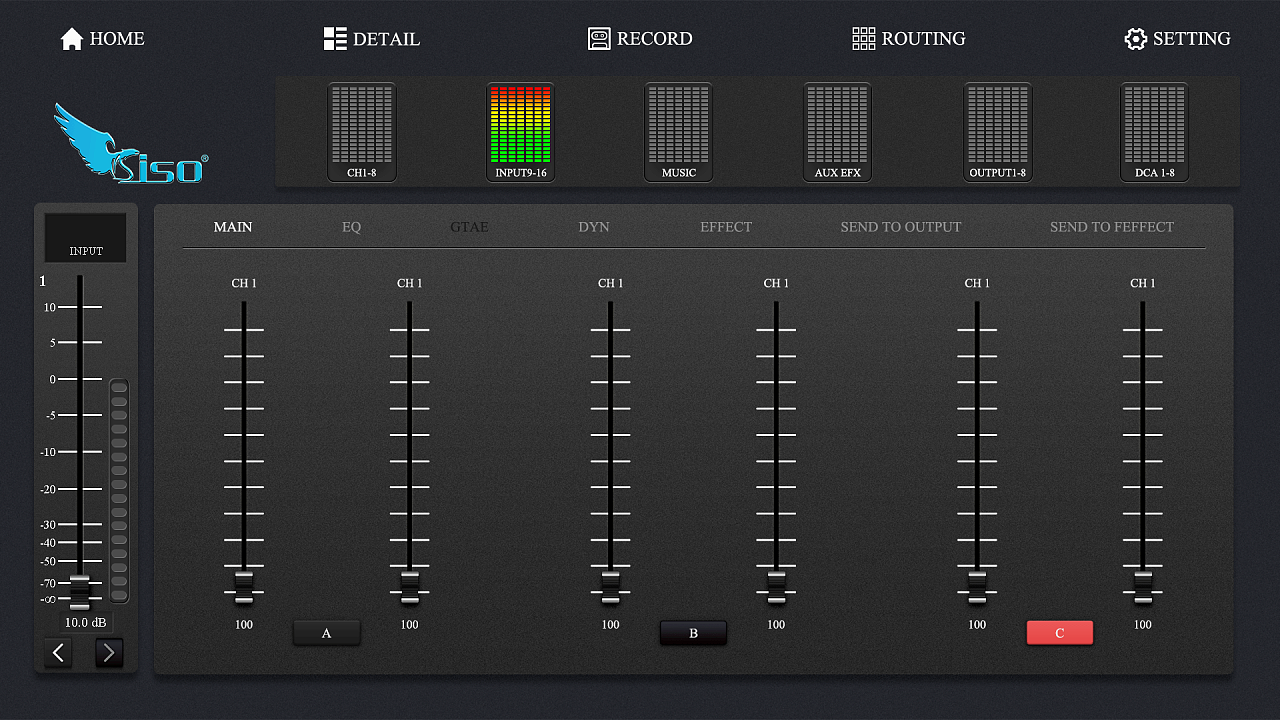 HOME DETAIL RECORD ROUTING SETTING
Siso®
CH1-8 INPUT9-16 MUSIC AUX EFX OUTPUT1-8 DCA 1-8
INPUT
1
10
5
0
-5
-10
-20
-30
-40
-50
-70
-∞
10.0 dB
MAIN EQ GTAE DYN EFFECT SEND TO OUTPUT SEND TO FEFFECT
CH 1 CH 1 CH 1 CH 1 CH 1 CH 1
100 100 100 100 100 100
A B C